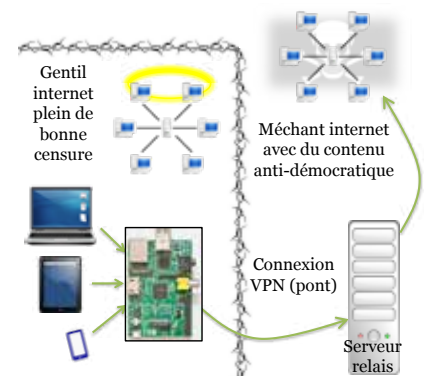 Gentil
internet
plein de
bonne
censure
Méchant internet
avec du contenu
anti-démocratique
Connexion
VPN (pont)
Serveur
relais